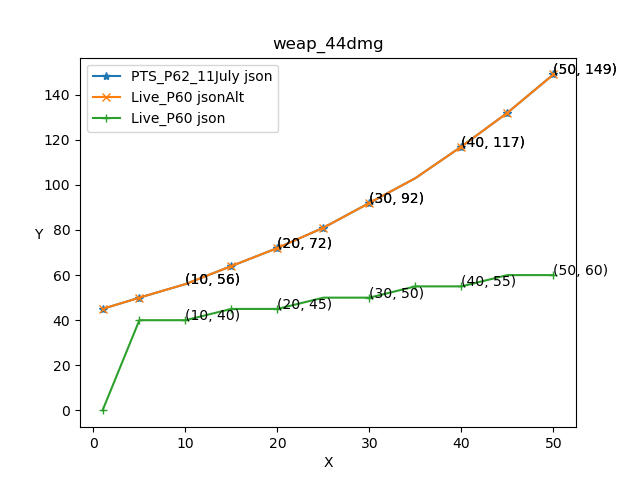 weap_44dmg
PTS_P62_11July json
Live_P60 jsonAlt
Live_P60 json
Y
140
120
100
80
60
40
20
0
(50, 149)
(40, 117)
(30, 92)
(20, 72)
(10, 56)
(50, 60)
(40, 55)
(30, 50)
(20, 45)
(10, 40)
0 10 20 30 40 50
X